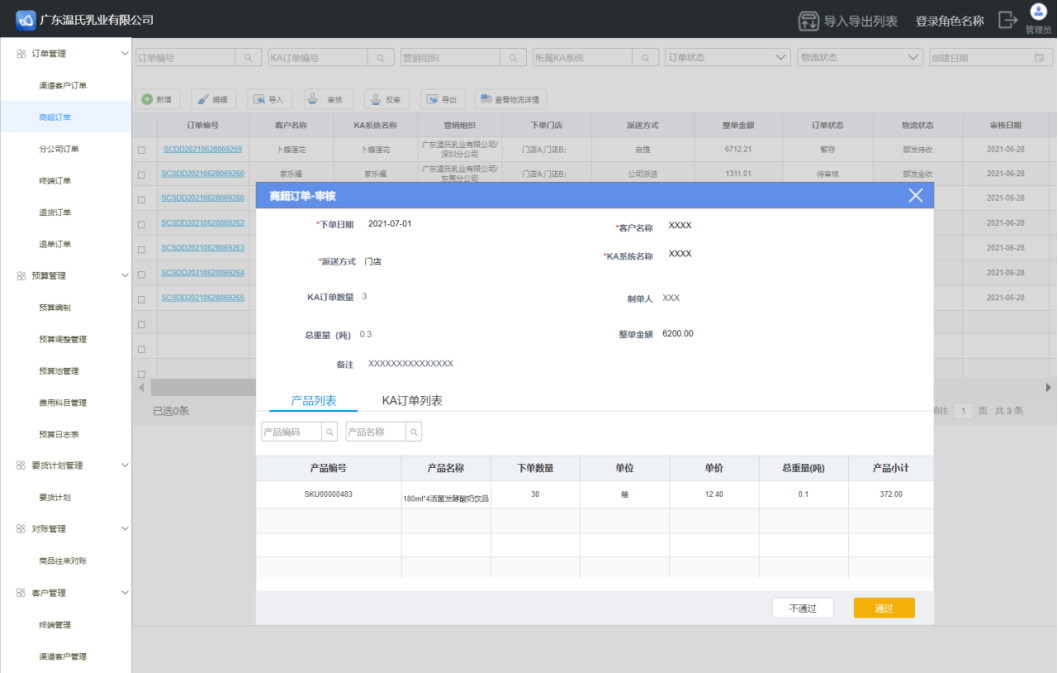 广东温氏乳业有限公司
导入导出列表 登录角色名称 管理员
订单管理
渠道客户订单
商超订单
分公司订单
终端订单
退货订单
退单订单
预算管理
预算编制
预算调整管理
预算池管理
费用科目管理
预算日志表
要货计划管理
要货计划
对账管理
商品往来对账
客户管理
终端管理
渠道客户管理
订单编号 KA订单编号 营销组织 所属KA系统 订单状态 物流状态 创建日期
新增 编辑 导入 审核 反审 导出 查看物流详情
订单编号 客户名称 KA系统名称 营销组织 下单门店 派送方式 整单金额 订单状态 物流状态 审核日期
SCDD20210628069259 卜蜂莲花 卜蜂莲花 广东温氏乳业有限公司/深圳分公司 门店A;门店B; 自提 6712.21 暂存 部发待收 2021-06-28
SCSDD20210628069260 家乐福 家乐福 广东温氏乳业有限公司/东莞分公司 门店A;门店B; 公司派送 1311.01 待审核 部发全收 2021-06-28
SCSDD20210628069260 2021-06-28
SCSDD20210628069262 2021-06-28
SCSDD20210628069263 2021-06-28
SCSDD20210628069264 2021-06-28
SCSDD20210628069265 2021-06-28
已选0条
往 1 页 共 3 条
商超订单-审核
*下单日期 2021-07-01
*客户名称 XXXX
*派送方式 门店
*KA系统名称 XXXX
KA订单数量 3
制单人 XXX
总重量 (吨) 0.3
整单金额 6200.00
备注 XXXXXXXXXXXXXXX
产品列表 KA订单列表
产品编码 产品名称
产品编号 产品名称 下单数量 单位 单价 总重量(吨) 产品小计
SKU00000483 180ml*4活菌发酵酸奶饮品 30 箱 12.40 0.1 372.00
不通过 通过